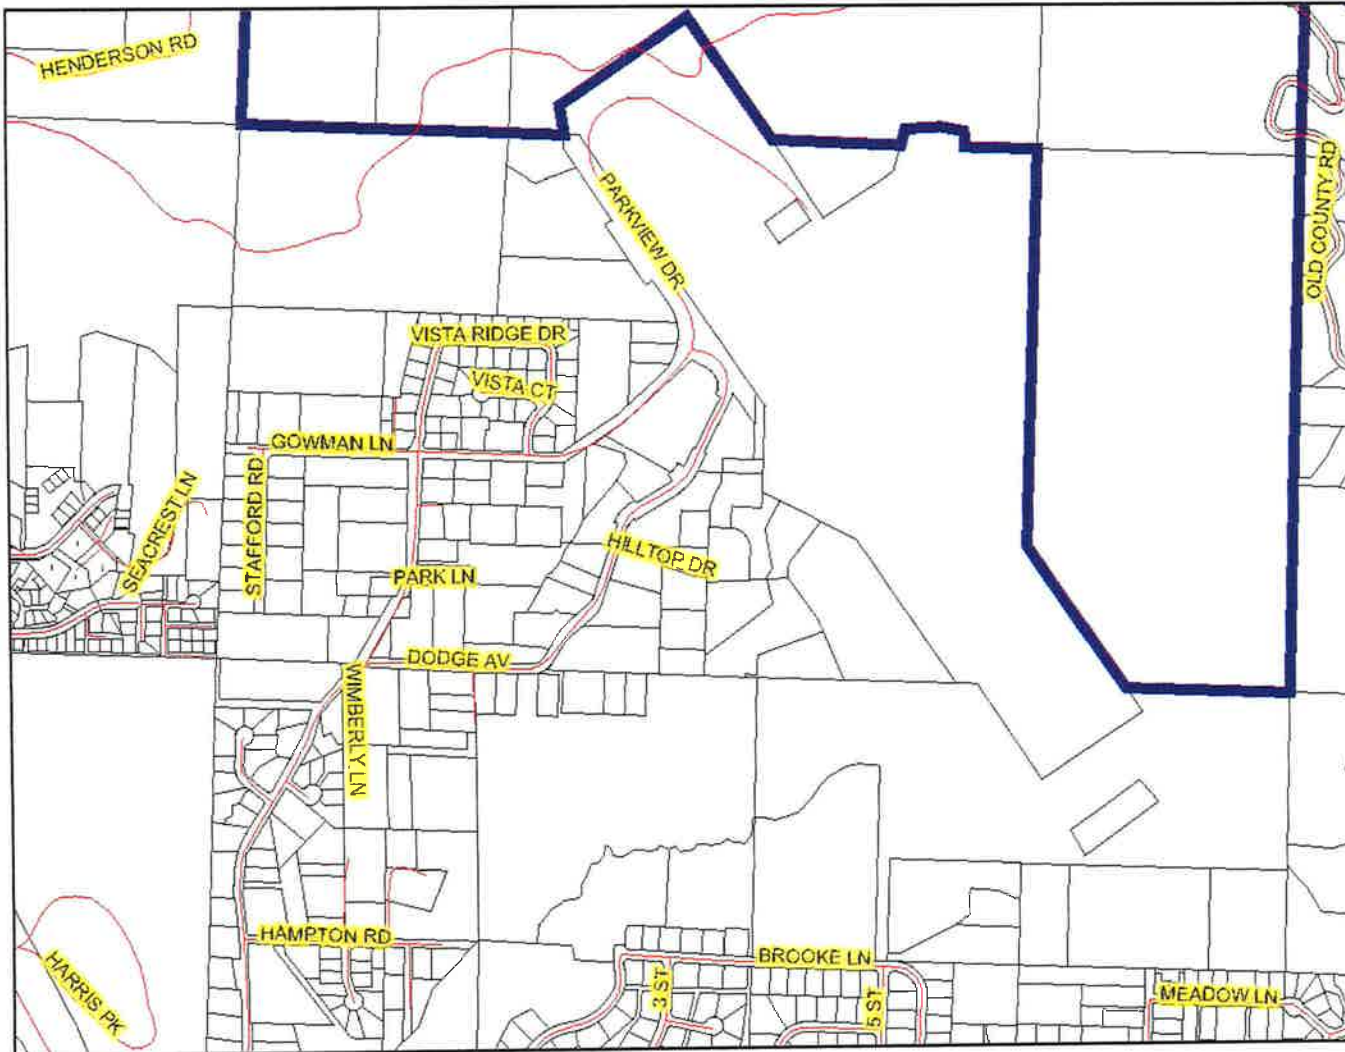 HENDERSON RD
OLD COUNTY RD
PARKVIEW DR
VISTA RIDGE DR
VISTA CT
GOWMAN LN
STAFFORD RD
SEACREST LN
HILLTOP DR
PARK LN
DODGE AV
WIMBERLY LN
HAMPTON RD
HARRIS PK
BROOKE LN
3 ST
5 ST
MEADOW LN